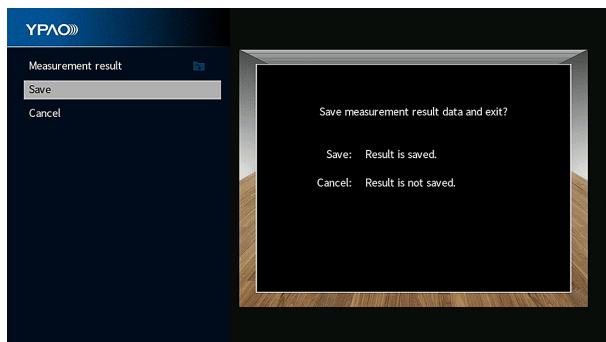 YPAO
Measurement result
Save
Cancel
Save measurement result data and exit?
Save: Result is saved.
Cancel: Result is not saved.